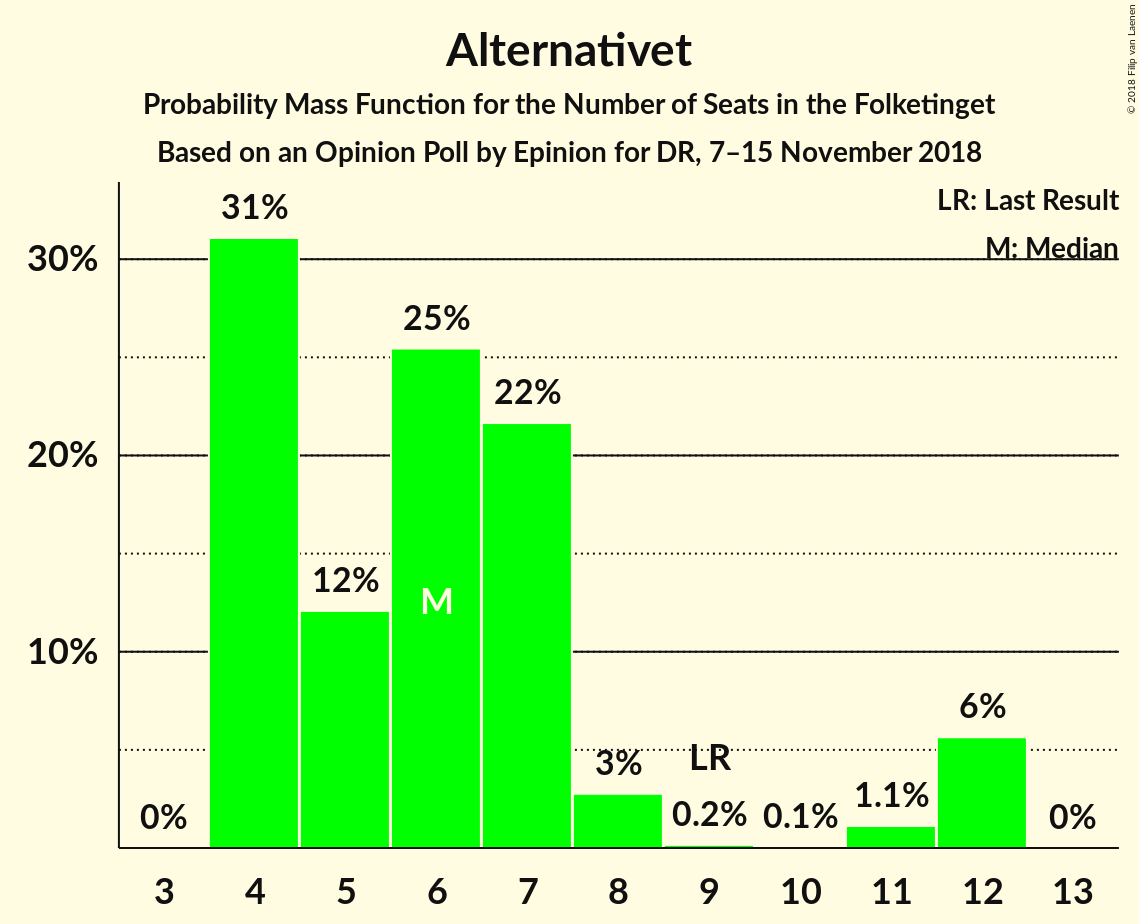 Alternativet
Probability Mass Function for the Number of Seats in the Folketinget
Based on an Opinion Poll by Epinion for DR, 7–15 November 2018
© 2018 Filip van Laenen
LR: Last Result
M: Median
30%
20%
10%
0%
31%
12%
25%
22%
3%
0.2%
0.1%
1.1%
6%
0%
M
LR
3 4 5 6 7 8 9 10 11 12 13